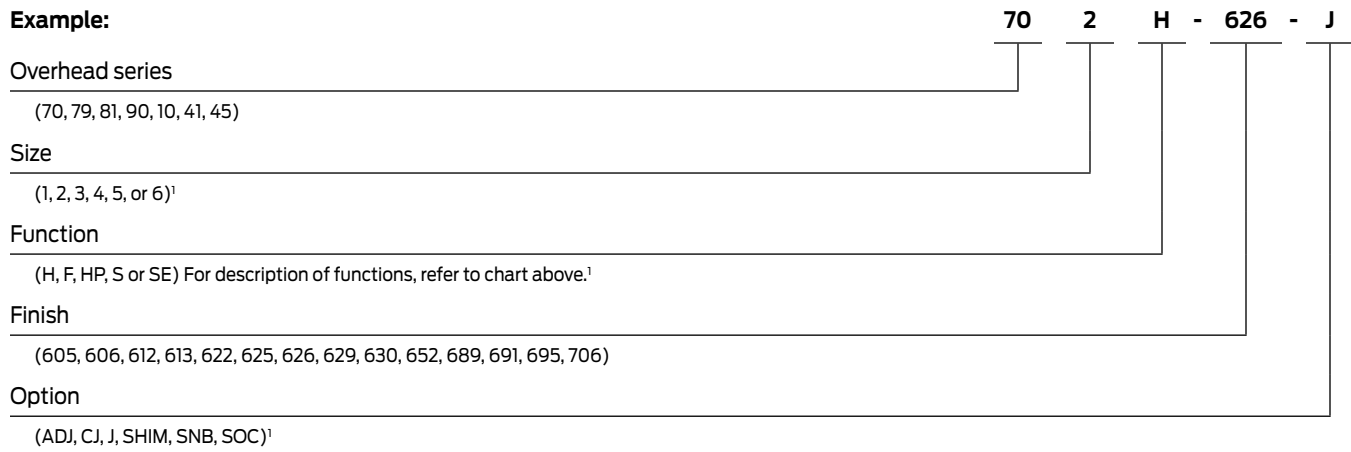 Example: 70 2 H - 626 - J
Overhead series
(70, 79, 81, 90, 10, 41, 45)
Size
(1, 2, 3, 4, 5, or 6)¹
Function
(H, F, HP, S or SE) For description of functions, refer to chart above.¹
Finish
(605, 606, 612, 613, 622, 625, 626, 629, 630, 652, 689, 691, 695, 706)
Option
(ADJ, CJ, J, SHIM, SNB, SOC)¹